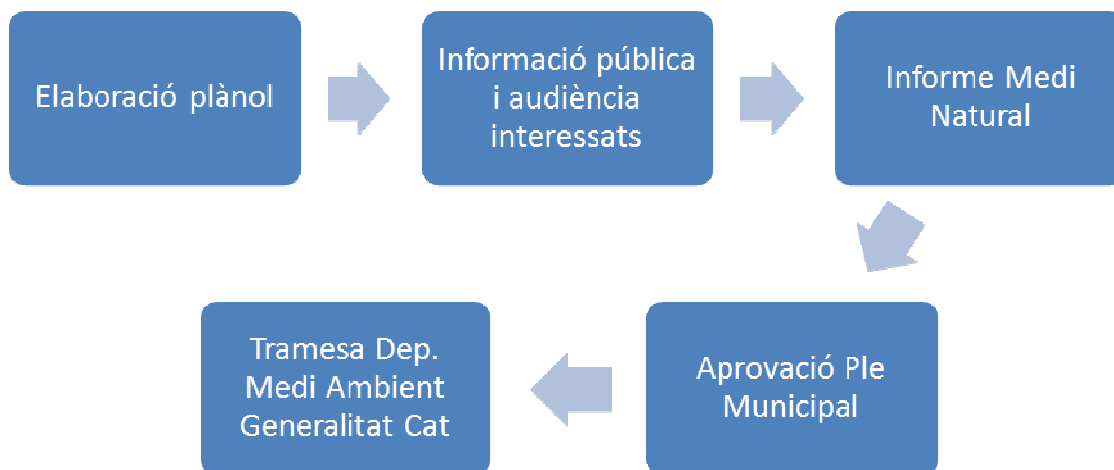 Elaboració plànol
Informació pública
i audiència
interessats
Informe Medi
Natural
Aprovació Ple
Municipal
Tramesa Dep.
Medi Ambient
Generalitat Cat